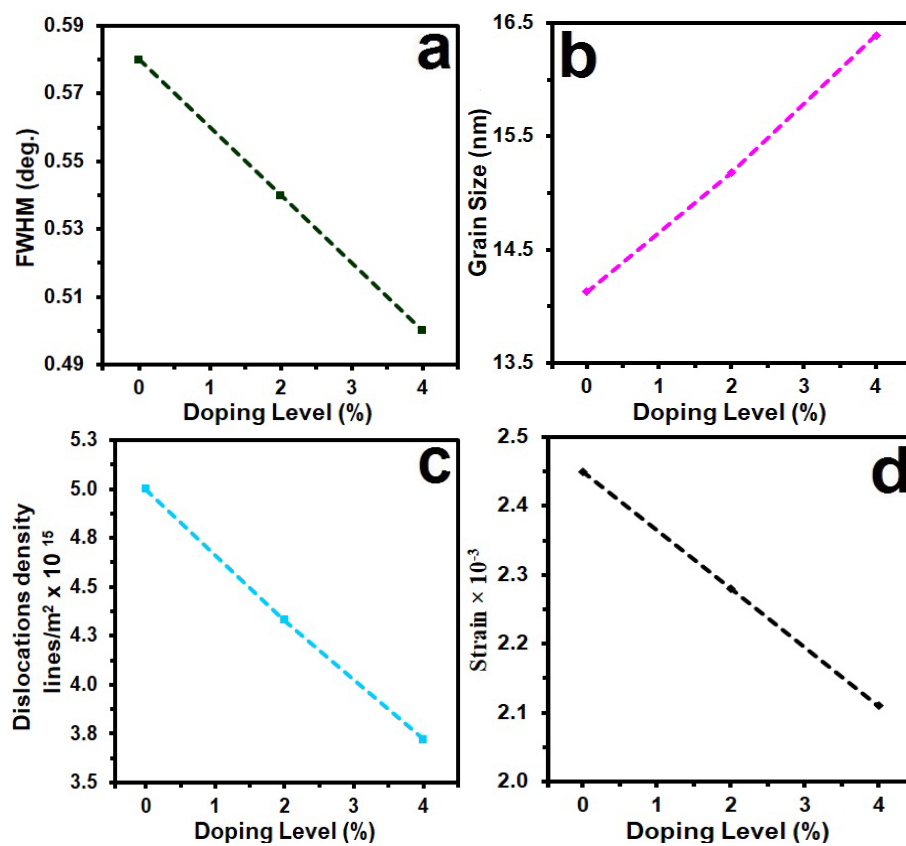 a
FWHM (deg.)
0.59
0.57
0.55
0.53
0.51
0.49
0 1 2 3 4
Doping Level (%)
b
Grain Size (nm)
16.5
15.5
14.5
13.5
0 1 2 3 4
Doping Level (%)
c
Dislocations density
lines/m² x 10 ¹⁵
5.3
5.0
4.8
4.5
4.3
4.0
3.8
3.5
0 1 2 3 4
Doping Level (%)
d
Strain × 10⁻³
2.5
2.4
2.3
2.2
2.1
2.0
0 1 2 3 4
Doping Level (%)